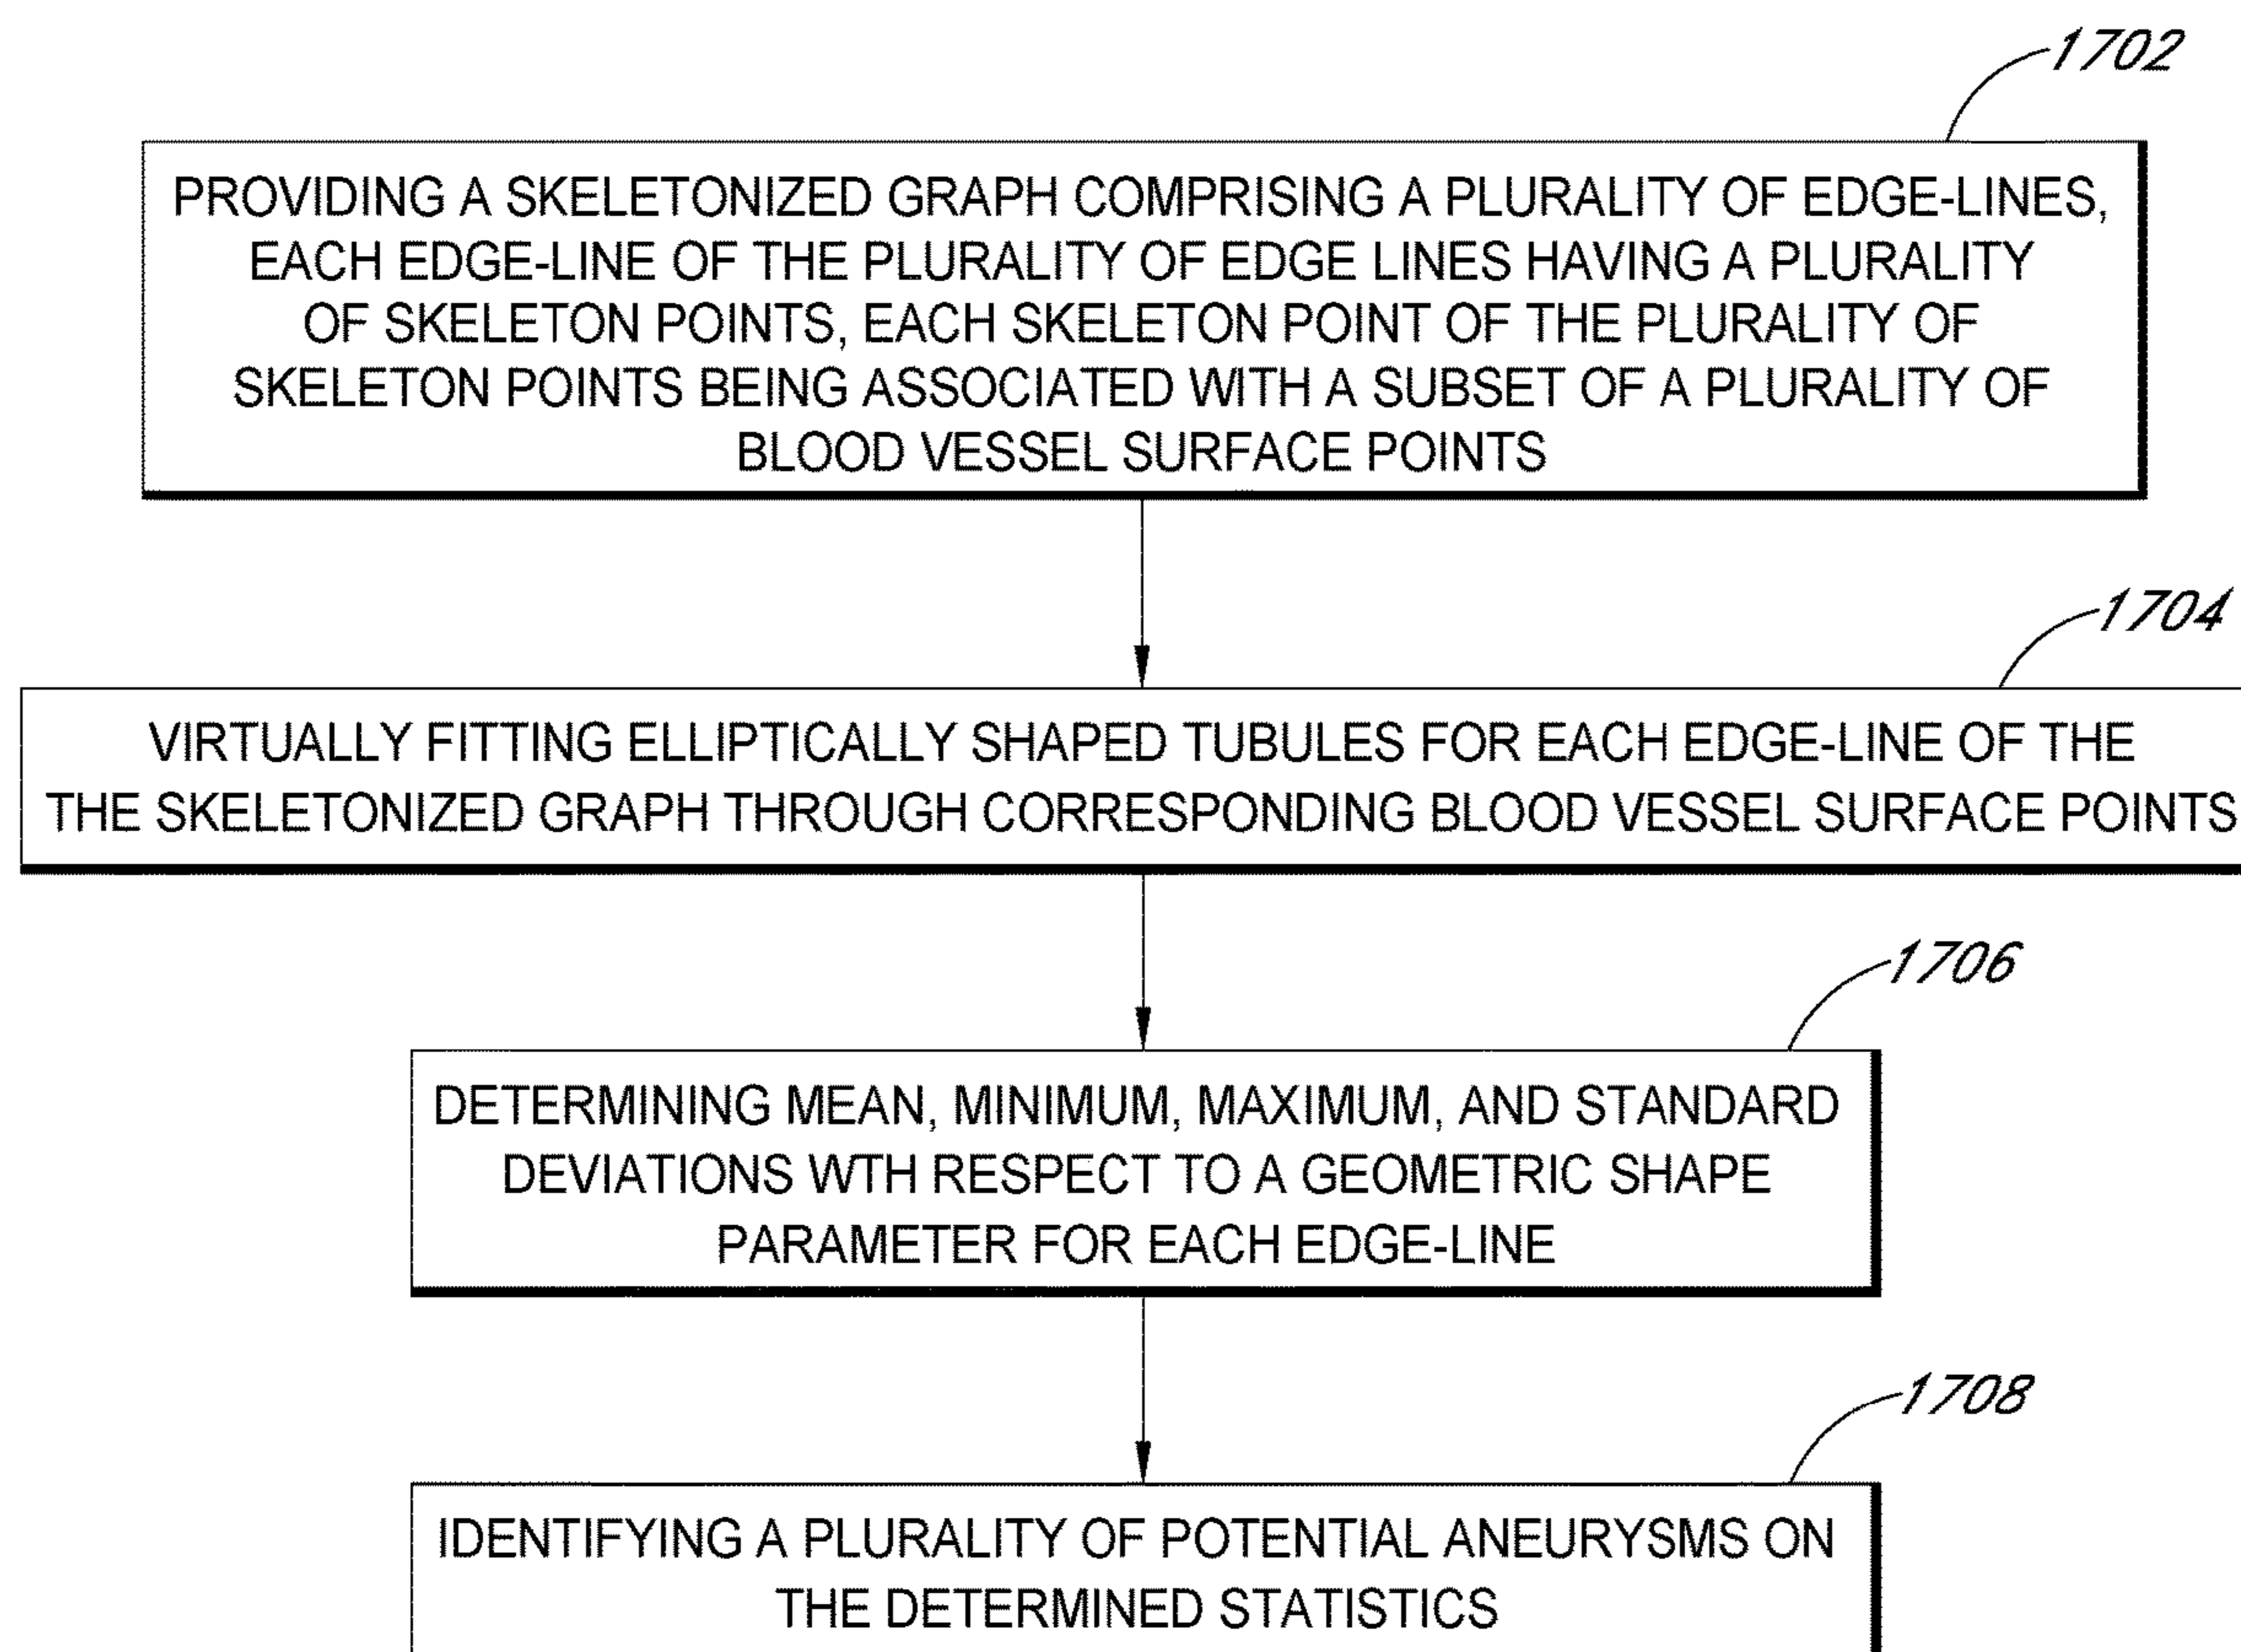 1702
PROVIDING A SKELETONIZED GRAPH COMPRISING A PLURALITY OF EDGE-LINES,
EACH EDGE-LINE OF THE PLURALITY OF EDGE LINES HAVING A PLURALITY
OF SKELETON POINTS, EACH SKELETON POINT OF THE PLURALITY OF
SKELETON POINTS BEING ASSOCIATED WITH A SUBSET OF A PLURALITY OF
BLOOD VESSEL SURFACE POINTS
1704
VIRTUALLY FITTING ELLIPTICALLY SHAPED TUBULES FOR EACH EDGE-LINE OF THE
THE SKELETONIZED GRAPH THROUGH CORRESPONDING BLOOD VESSEL SURFACE POINTS
1706
DETERMINING MEAN, MINIMUM, MAXIMUM, AND STANDARD
DEVIATIONS WTH RESPECT TO A GEOMETRIC SHAPE
PARAMETER FOR EACH EDGE-LINE
1708
IDENTIFYING A PLURALITY OF POTENTIAL ANEURYSMS ON
THE DETERMINED STATISTICS